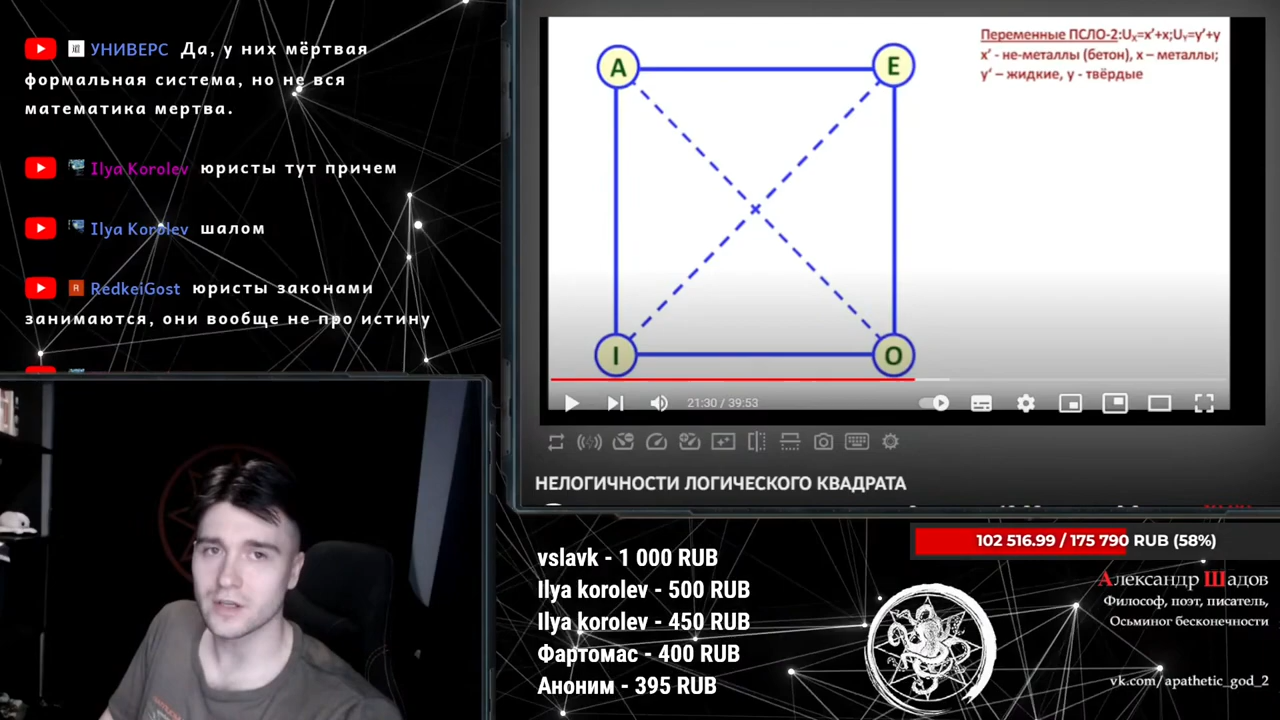 УНИВЕРС Да, у них мёртвая
формальная система, но не вся
математика мертва.
Ilya Korolev юристы тут причем
Ilya Korolev шалом
RedkeiGost юристы законами
занимаются, они вообще не про истину
A
E
I
O
Переменные ПСЛО-2:Uх=x’+x;Uу=y’+y
x’ - не-металлы (бетон), x – металлы;
y’ – жидкие, y - твёрдые
21:30 / 39:53
НЕЛОГИЧНОСТИ ЛОГИЧЕСКОГО КВАДРАТА
102 516.99 / 175 790 RUB (58%)
vslavk - 1 000 RUB
Ilya korolev - 500 RUB
Ilya korolev - 450 RUB
Фартомас - 400 RUB
Аноним - 395 RUB
Александр Шадов
Философ, поэт, писатель,
Осьминог бесконечности
vk.com/apathetic_god_2